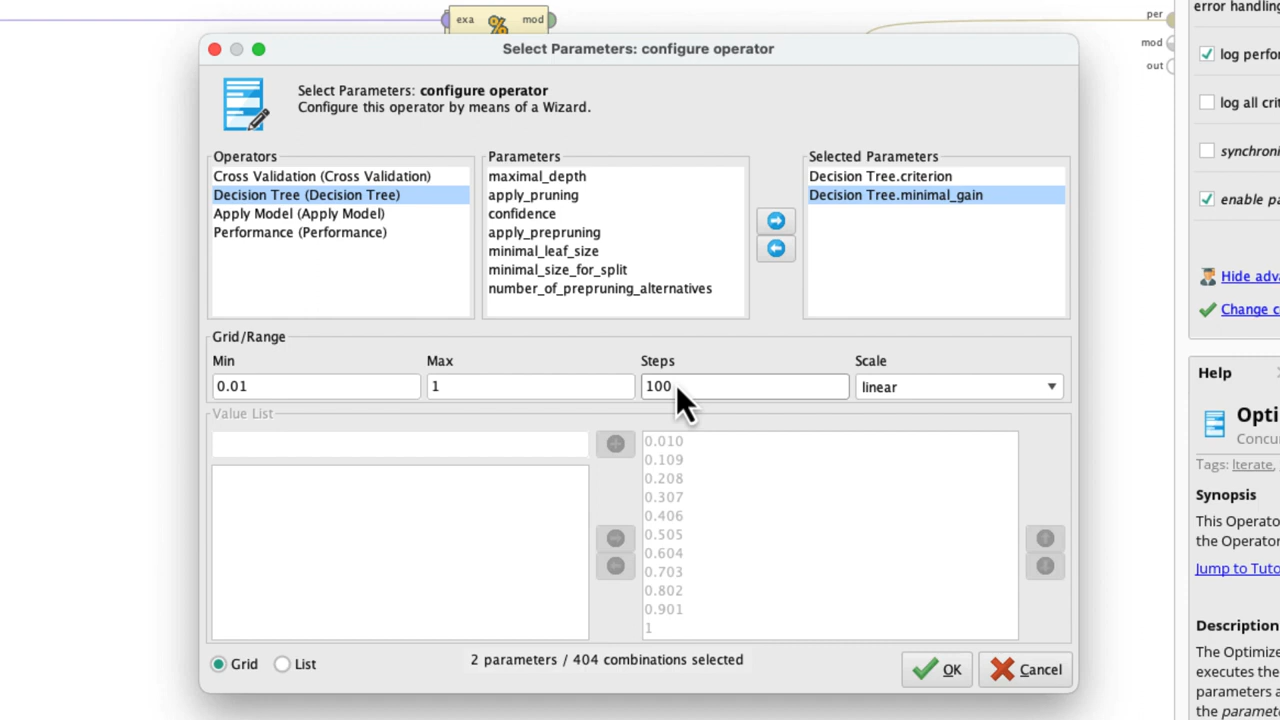 exa % mod
per
mod
out
error handling
log perfo
log all crit
synchroni
enable pa
Hide adva
Change c
Select Parameters: configure operator
Select Parameters: configure operator
Configure this operator by means of a Wizard.
Operators
Cross Validation (Cross Validation)
Decision Tree (Decision Tree)
Apply Model (Apply Model)
Performance (Performance)
Parameters
maximal_depth
apply_pruning
confidence
apply_prepruning
minimal_leaf_size
minimal_size_for_split
number_of_prepruning_alternatives
Selected Parameters
Decision Tree.criterion
Decision Tree.minimal_gain
Grid/Range
Min Max Steps Scale
0.01 1 100 linear
Value List
0.010
0.109
0.208
0.307
0.406
0.505
0.604
0.703
0.802
0.901
1
Grid List 2 parameters / 404 combinations selected OK Cancel
Help
Opti
Concu
Tags: Iterate,
Synopsis
This Operato
the Operator
Jump to Tuto
Description
The Optimize
executes the
parameters a
the paramet